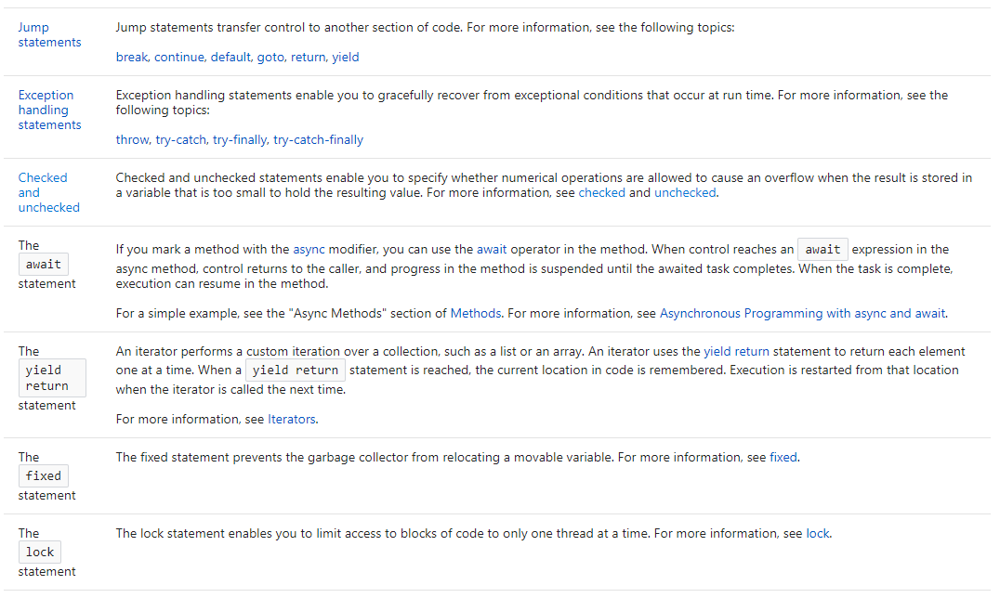 Jump
statements
Jump statements transfer control to another section of code. For more information, see the following topics:
break, continue, default, goto, return, yield
Exception
handling
statements
Exception handling statements enable you to gracefully recover from exceptional conditions that occur at run time. For more information, see the
following topics:
throw, try-catch, try-finally, try-catch-finally
Checked
and
unchecked
Checked and unchecked statements enable you to specify whether numerical operations are allowed to cause an overflow when the result is stored in
a variable that is too small to hold the resulting value. For more information, see checked and unchecked.
The
await
statement
If you mark a method with the async modifier, you can use the await operator in the method. When control reaches an await expression in the
async method, control returns to the caller, and progress in the method is suspended until the awaited task completes. When the task is complete,
execution can resume in the method.
For a simple example, see the "Async Methods" section of Methods. For more information, see Asynchronous Programming with async and await.
The
yield
return
statement
An iterator performs a custom iteration over a collection, such as a list or an array. An iterator uses the yield return statement to return each element
one at a time. When a yield return statement is reached, the current location in code is remembered. Execution is restarted from that location
when the iterator is called the next time.
For more information, see Iterators.
The
fixed
statement
The fixed statement prevents the garbage collector from relocating a movable variable. For more information, see fixed.
The
lock
statement
The lock statement enables you to limit access to blocks of code to only one thread at a time. For more information, see lock.